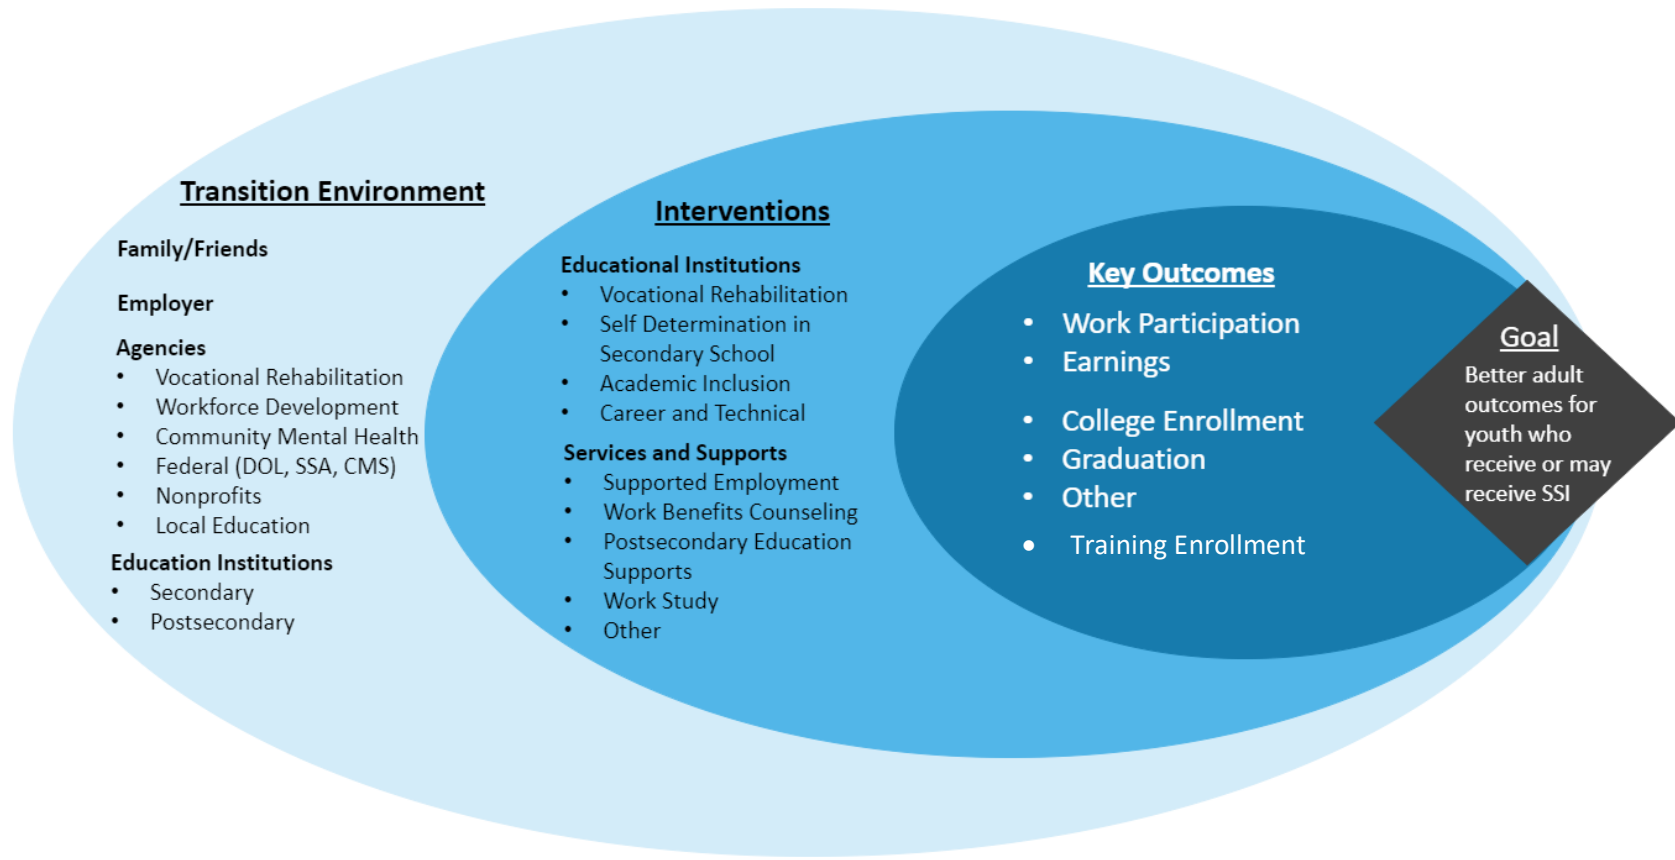 Transition Environment
Family/Friends
Employer
Agencies
• Vocational Rehabilitation
• Workforce Development
• Community Mental Health
• Federal (DOL, SSA, CMS)
• Nonprofits
• Local Education
Education Institutions
• Secondary
• Postsecondary
Interventions
Educational Institutions
• Vocational Rehabilitation
• Self Determination in
Secondary School
• Academic Inclusion
• Career and Technical
Services and Supports
• Supported Employment
• Work Benefits Counseling
• Postsecondary Education
Supports
• Work Study
• Other
Key Outcomes
• Work Participation
• Earnings
• College Enrollment
• Graduation
• Other
• Training Enrollment
Goal
Better adult
outcomes for
youth who
receive or may
receive SSI